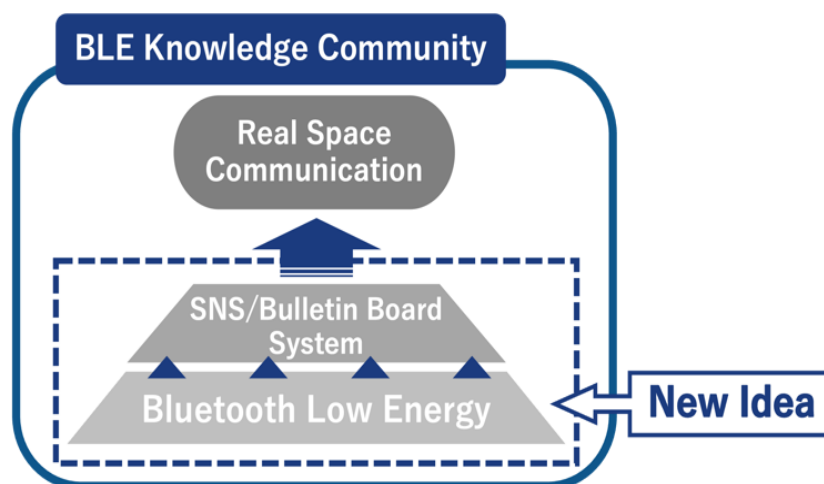 BLE Knowledge Community
Real Space
Communication
SNS/Bulletin Board
System
Bluetooth Low Energy
New Idea